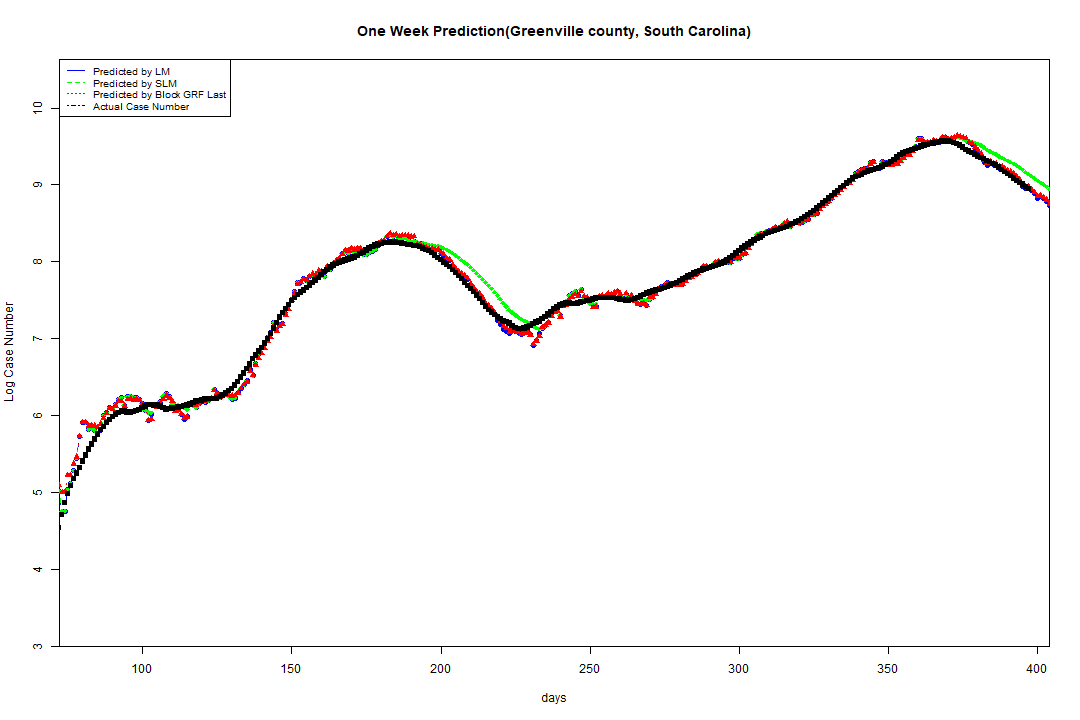 One Week Prediction(Greenville county, South Carolina)
Predicted by LM
Predicted by SLM
Predicted by Block GRF Last
Actual Case Number
10
9
8
7
6
5
4
3
Log Case Number
100 150 200 250 300 350 400
days